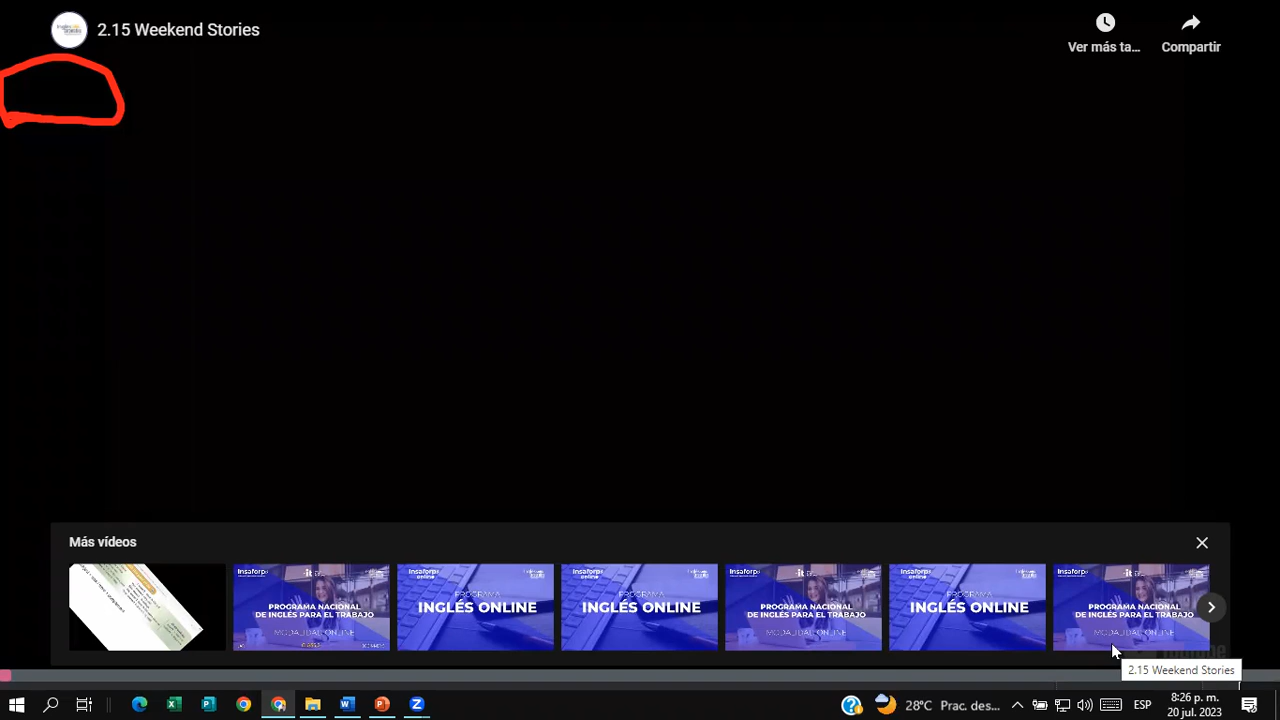 2.15 Weekend Stories
Ver más ta...
Compartir
Más vídeos
Insaforp
PROGRAMA NACIONAL
DE INGLÉS PARA EL TRABAJO
MODALIDAD ONLINE
Insaforp
online
PROGRAMA
INGLÉS ONLINE
Insaforp
online
PROGRAMA
INGLÉS ONLINE
Insaforp
PROGRAMA NACIONAL
DE INGLÉS PARA EL TRABAJO
MODALIDAD ONLINE
Insaforp
online
PROGRAMA
INGLÉS ONLINE
Insaforp
PROGRAMA NACIONAL
DE INGLÉS PARA EL TRABAJO
MODALIDAD ONLINE
YouTube
2.15 Weekend Stories
28°C Prac. des...
ESP
8:26 p. m.
20 jul. 2023